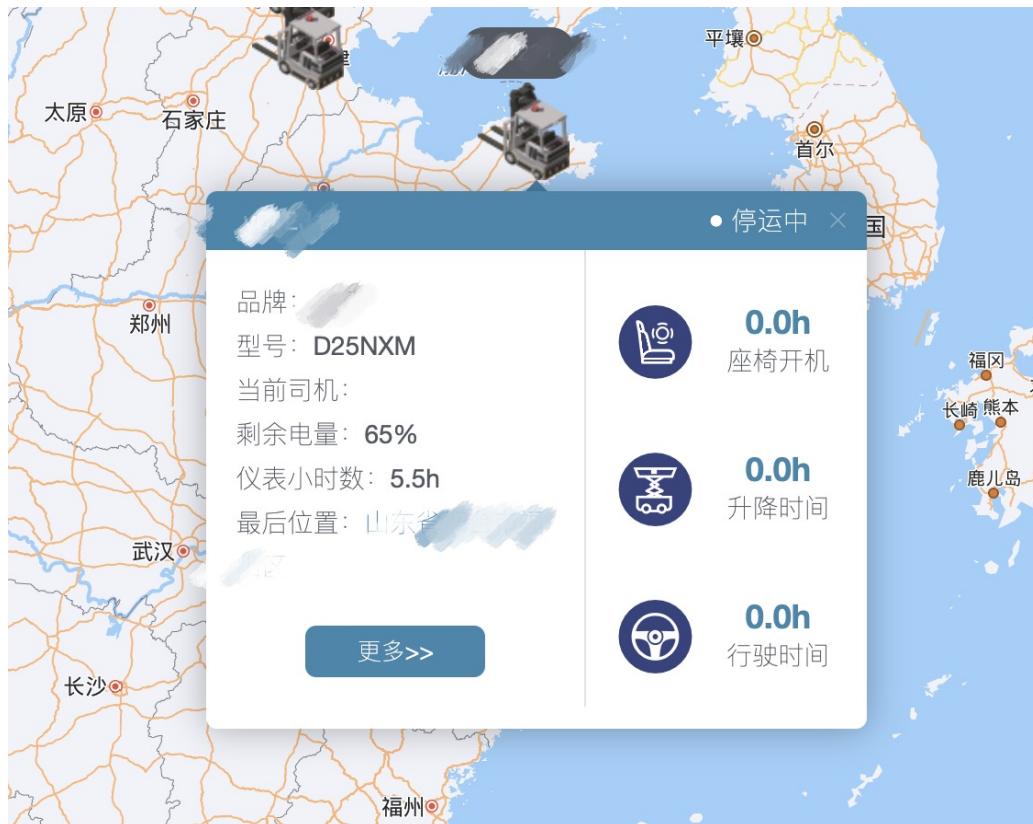 平壤
太原
石家庄
首尔
停运中 ×
国
品牌：
型号：D25NXM
当前司机：
剩余电量：65%
仪表小时数：5.5h
最后位置：山东省
0.0h
座椅开机
0.0h
升降时间
0.0h
行驶时间
更多>>
郑州
武汉
长沙
福州
福冈
长崎
熊本
鹿儿岛